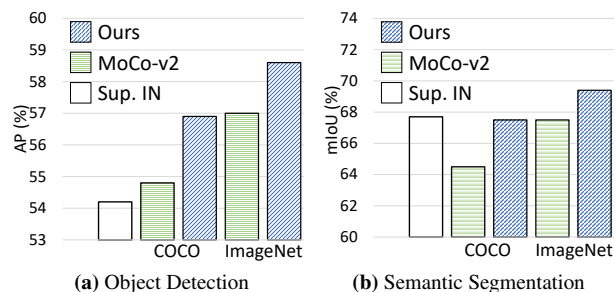 60
59
58
57
56
55
54
53
AP (%)
Ours
MoCo-v2
Sup. IN
COCO ImageNet
(a) Object Detection
74
72
70
68
66
64
62
60
mIoU (%)
Ours
MoCo-v2
Sup. IN
COCO ImageNet
(b) Semantic Segmentation